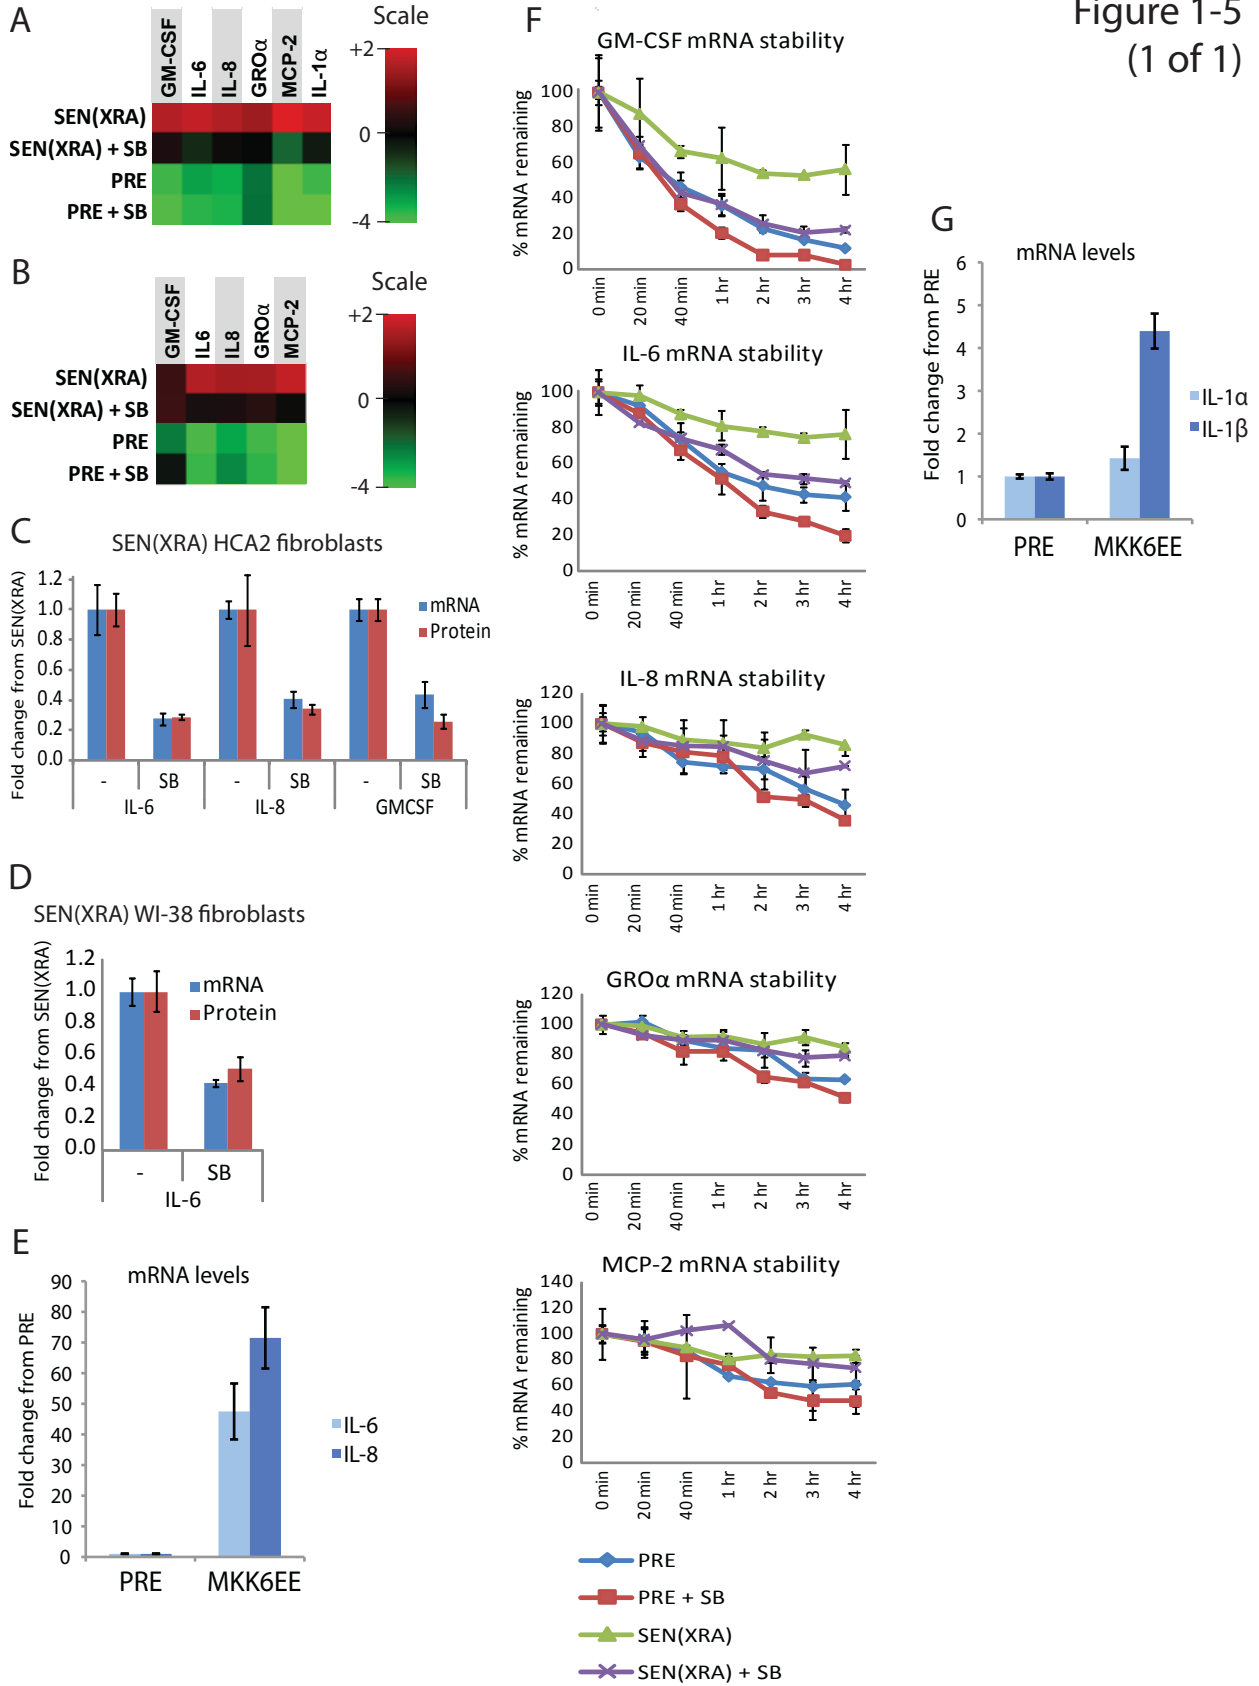 Figure 1-5
(1 of 1)
A
GM-CSF
IL-6
IL-8
GROα
MCP-2
IL-1α
Scale
+2
0
-4
SEN(XRA)
SEN(XRA) + SB
PRE
PRE + SB
B
GM-CSF
IL6
IL8
GROα
MCP-2
Scale
+2
0
-4
SEN(XRA)
SEN(XRA) + SB
PRE
PRE + SB
C
SEN(XRA) HCA2 fibroblasts
Fold change from SEN(XRA)
1.2
1.0
0.8
0.6
0.4
0.2
0.0
mRNA
Protein
- SB - SB - SB
IL-6 IL-8 GMCSF
D
SEN(XRA) WI-38 fibroblasts
Fold change from SEN(XRA)
1.2
1.0
0.8
0.6
0.4
0.2
0.0
mRNA
Protein
- SB
IL-6
E
mRNA levels
Fold change from PRE
90
80
70
60
50
40
30
20
10
0
IL-6
IL-8
PRE MKK6EE
F
GM-CSF mRNA stability
% mRNA remaining
100
80
60
40
20
0
0 min 20 min 40 min 1 hr 2 hr 3 hr 4 hr
IL-6 mRNA stability
% mRNA remaining
100
80
60
40
20
0
0 min 20 min 40 min 1 hr 2 hr 3 hr 4 hr
IL-8 mRNA stability
% mRNA remaining
120
100
80
60
40
20
0
0 min 20 min 40 min 1 hr 2 hr 3 hr 4 hr
GROα mRNA stability
% mRNA remaining
120
100
80
60
40
20
0
0 min 20 min 40 min 1 hr 2 hr 3 hr 4 hr
MCP-2 mRNA stability
% mRNA remaining
140
120
100
80
60
40
20
0
0 min 20 min 40 min 1 hr 2 hr 3 hr 4 hr
PRE
PRE + SB
SEN(XRA)
SEN(XRA) + SB
G
mRNA levels
Fold change from PRE
6
5
4
3
2
1
0
IL-1α
IL-1β
PRE MKK6EE